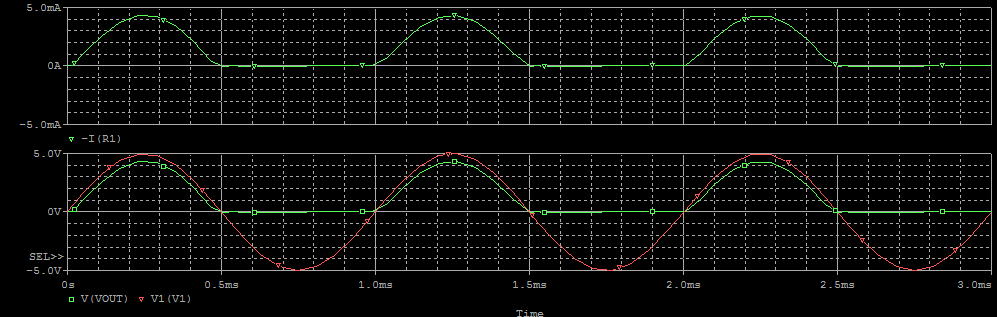 5.0mA
0A
-5.0mA
-I(R1)
5.0V
0V
SEL>>
-5.0V
0s 0.5ms 1.0ms 1.5ms 2.0ms 2.5ms 3.0ms
V(VOUT) V1(V1)
Time